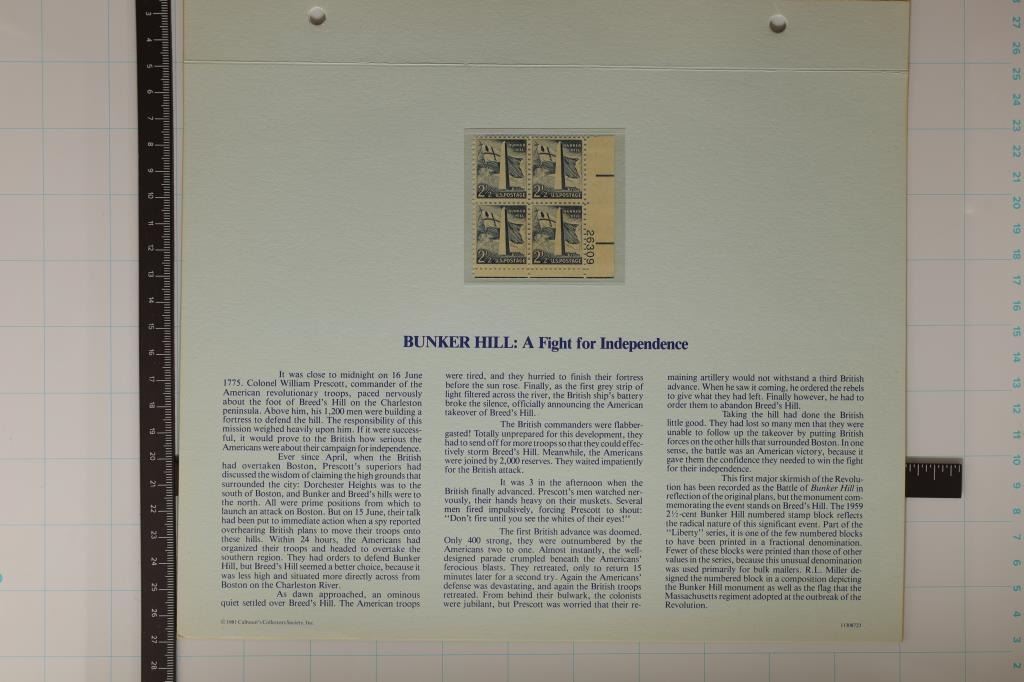 BUNKER HILL
BUNKER HILL
2½ U.S.POSTAGE
2½ U.S.POSTAGE
BUNKER HILL
BUNKER HILL
2½ U.S.POSTAGE
2½ U.S.POSTAGE
26309
BUNKER HILL: A Fight for Independence
It was close to midnight on 16 June
1775. Colonel William Prescott, commander of the
American revolutionary troops, paced nervously
about the foot of Breed's Hill on the Charleston
peninsula. Above him, his 1,200 men were building a
fortress to defend the hill. The responsibility of this
mission weighed heavily upon him. If it were success-
ful, it would prove to the British how serious the
Americans were about their campaign for independence.
Ever since April, when the British
had overtaken Boston, Prescott's superiors had
discussed the wisdom of claiming the high grounds that
surrounded the city: Dorchester Heights was to the
south of Boston, and Bunker and Breed's hills were to
the north. All were prime positions from which to
launch an attack on Boston. But on 15 June, their talk
had been put to immediate action when a spy reported
overhearing British plans to move their troops onto
these hills. Within 24 hours, the Americans had
organized their troops and headed to overtake the
southern region. They had orders to defend Bunker
Hill, but Breed's Hill seemed a better choice, because it
was less high and situated more directly across from
Boston on the Charleston River.
As dawn approached, an ominous
quiet settled over Breed's Hill. The American troops
were tired, and they hurried to finish their fortress
before the sun rose. Finally, as the first grey strip of
light filtered across the river, the British ship's battery
broke the silence, officially announcing the American
takeover of Breed's Hill.
The British commanders were flabber-
gasted! Totally unprepared for this development, they
had to send off for more troops so that they could effec-
tively storm Breed's Hill. Meanwhile, the Americans
were joined by 2,000 reserves. They waited impatiently
for the British attack.
It was 3 in the afternoon when the
British finally advanced. Prescott's men watched ner-
vously, their hands heavy on their muskets. Several
men fired impulsively, forcing Prescott to shout:
"Don't fire until you see the whites of their eyes!"
The first British advance was doomed.
Only 400 strong, they were outnumbered by the
Americans two to one. Almost instantly, the well-
designed parade crumpled beneath the Americans'
ferocious blasts. They retreated, only to return 15
minutes later for a second try. Again the Americans'
defense was devastating, and again the British troops
retreated. From behind their bulwark, the colonists
were jubilant, but Prescott was worried that their re-
maining artillery would not withstand a third British
advance. When he saw it coming, he ordered the rebels
to give what they had left. Finally however, he had to
order them to abandon Breed's Hill.
Taking the hill had done the British
little good. They had lost so many men that they were
unable to follow up the takeover by putting British
forces on the other hills that surrounded Boston. In one
sense, the battle was an American victory, because it
gave them the confidence they needed to win the fight
for their independence.
This first major skirmish of the Revolu-
tion has been recorded as the Battle of Bunker Hill in
reflection of the original plans, but the monument com-
memorating the event stands on Breed's Hill. The 1959
2½-cent Bunker Hill numbered stamp block reflects
the radical nature of this significant event. Part of the
"Liberty" series, it is one of the few numbered blocks
to have been printed in a fractional denomination.
Fewer of these blocks were printed than those of other
values in the series, because this unusual denomination
was used primarily for bulk mailers. R.L. Miller de-
signed the numbered block in a composition depicting
the Bunker Hill monument as well as the flag that the
Massachusetts regiment adopted at the outbreak of the
Revolution.
© 1981 Calhoun's Collectors Society, Inc.